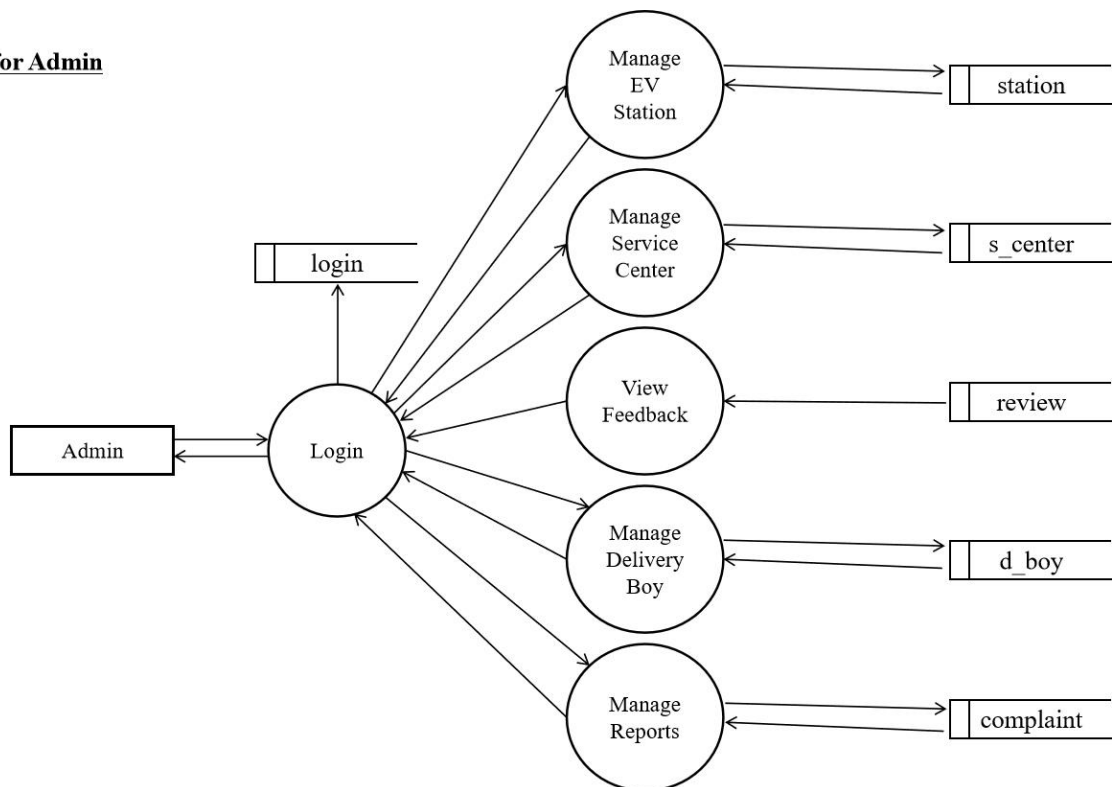 or Admin
Manage
EV
Station
station
Manage
Service
Center
s_center
login
View
Feedback
review
Admin
Login
Manage
Delivery
Boy
d_boy
Manage
Reports
complaint